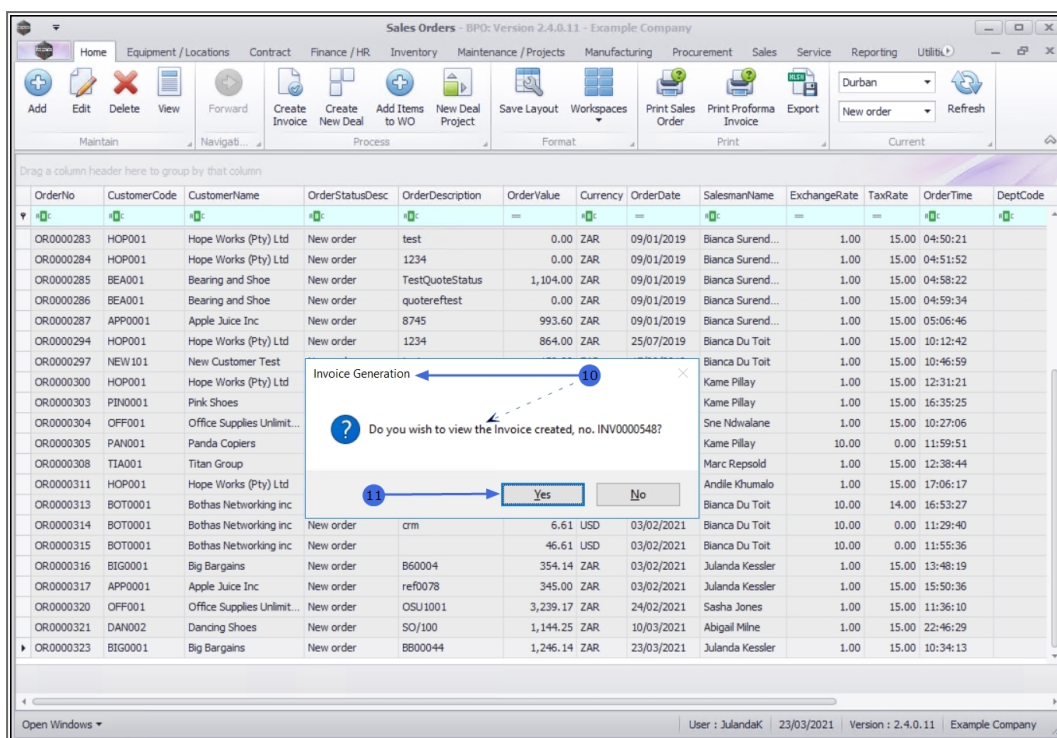 Sales Orders - BPO: Version 2.4.0.11 - Example Company
Home Equipment / Locations Contract Finance / HR Inventory Maintenance / Projects Manufacturing Procurement Sales Service Reporting Utiliti
Add Edit Delete View Forward Create Invoice Create New Deal Add Items to WO New Deal Project Save Layout Workspaces Print Sales Order Print Proforma Invoice Export Durban New order Refresh
Maintain Navigati... Process Format Print Current
Drag a column header here to group by that column
OrderNo CustomerCode CustomerName OrderStatusDesc OrderDescription OrderValue Currency OrderDate SalesmanName ExchangeRate TaxRate OrderTime DeptCode
OR0000283 HOP001 Hope Works (Pty) Ltd New order test 0.00 ZAR 09/01/2019 Bianca Surend... 1.00 15.00 04:50:21
OR0000284 HOP001 Hope Works (Pty) Ltd New order 1234 0.00 ZAR 09/01/2019 Bianca Surend... 1.00 15.00 04:51:52
OR0000285 BEA001 Bearing and Shoe New order TestQuoteStatus 1,104.00 ZAR 09/01/2019 Bianca Surend... 1.00 15.00 04:58:22
OR0000286 BEA001 Bearing and Shoe New order quotereftest 0.00 ZAR 09/01/2019 Bianca Surend... 1.00 15.00 04:59:34
OR0000287 APP0001 Apple Juice Inc New order 8745 993.60 ZAR 09/01/2019 Bianca Surend... 1.00 15.00 05:06:46
OR0000294 HOP001 Hope Works (Pty) Ltd New order 1234 864.00 ZAR 25/07/2019 Bianca Du Toit 1.00 15.00 10:12:42
OR0000297 NEW101 New Customer Test Bianca Du Toit 1.00 15.00 10:46:59
OR0000300 HOP001 Hope Works (Pty) Ltd Kame Pillay 1.00 15.00 12:31:21
OR0000303 PIN0001 Pink Shoes Kame Pillay 1.00 15.00 16:35:25
OR0000304 OFF001 Office Supplies Unlimit... Sne Ndwalane 1.00 15.00 10:27:06
OR0000305 PAN001 Panda Copiers Kame Pillay 10.00 0.00 11:59:51
OR0000308 TIA001 Titan Group Marc Repsold 1.00 15.00 12:38:44
OR0000311 HOP001 Hope Works (Pty) Ltd Andile Khumalo 1.00 15.00 17:06:17
OR0000313 BOT0001 Bothas Networking inc Bianca Du Toit 10.00 14.00 16:53:27
Invoice Generation 10
Do you wish to view the Invoice created, no. INV0000548?
11 Yes No
OR0000314 BOT0001 Bothas Networking inc New order crm 6.61 USD 03/02/2021 Bianca Du Toit 10.00 0.00 11:29:40
OR0000315 BOT0001 Bothas Networking inc New order 46.61 USD 03/02/2021 Bianca Du Toit 10.00 0.00 11:55:36
OR0000316 BIG0001 Big Bargains New order B60004 354.14 ZAR 03/02/2021 Julanda Kessler 1.00 15.00 13:48:19
OR0000317 APP0001 Apple Juice Inc New order ref0078 345.00 ZAR 03/02/2021 Julanda Kessler 1.00 15.00 15:50:36
OR0000320 OFF001 Office Supplies Unlimit... New order OSU1001 3,239.17 ZAR 24/02/2021 Sasha Jones 1.00 15.00 11:36:10
OR0000321 DAN002 Dancing Shoes New order SO/100 1,144.25 ZAR 10/03/2021 Abigail Milne 1.00 15.00 22:46:29
OR0000323 BIG0001 Big Bargains New order BB00044 1,246.14 ZAR 23/03/2021 Julanda Kessler 1.00 15.00 10:34:13
Open Windows User : JulandaK 23/03/2021 Version : 2.4.0.11 Example Company